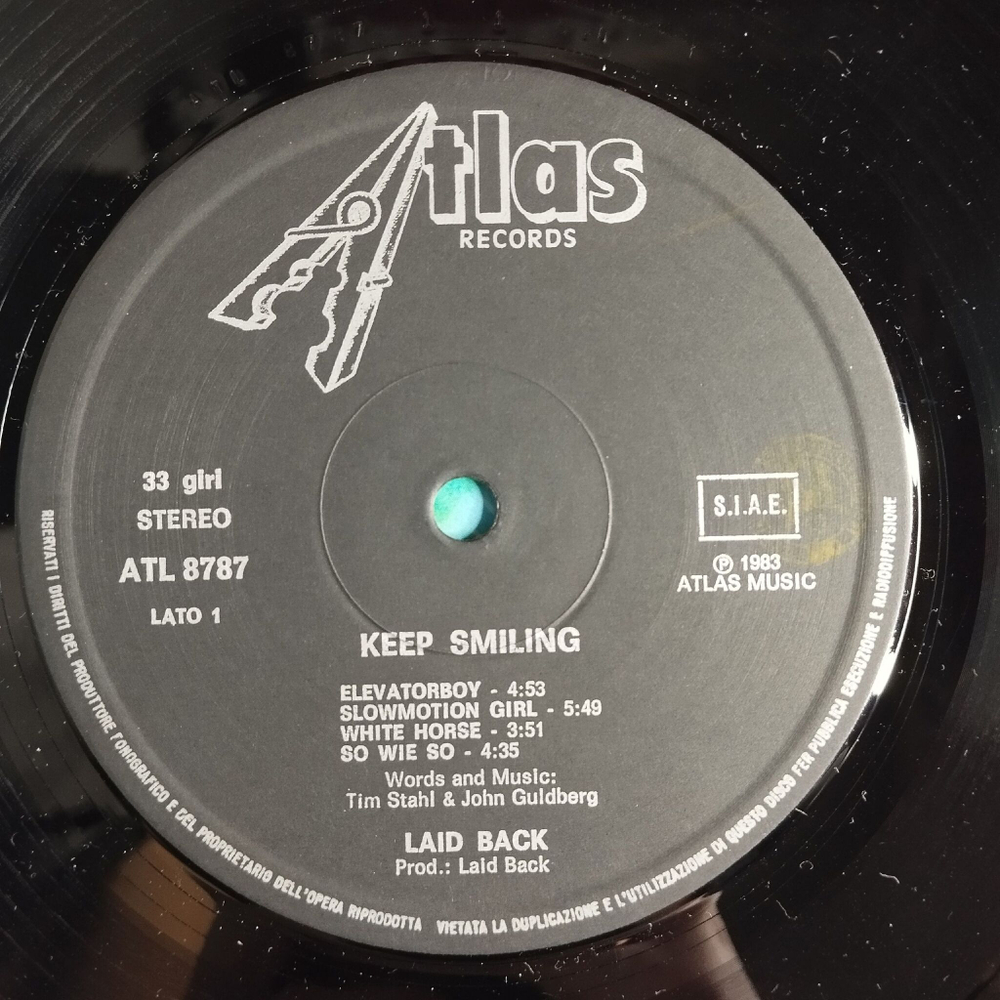 Atlas
RECORDS
33 giri
STEREO
ATL 8787
LATO 1
S.I.A.E.
℗ 1983
ATLAS MUSIC
KEEP SMILING
ELEVATORBOY - 4:53
SLOWMOTION GIRL - 5:49
WHITE HORSE - 3:51
SO WIE SO - 4:35
Words and Music:
Tim Stahl & John Guldberg
LAID BACK
Prod.: Laid Back
RISERVATI I DIRITTI DEL PRODUTTORE FONOGRAFICO E DEL PROPRIETARIO DELL'OPERA RIPRODOTTA VIETATA LA DUPLICAZIONE E L'UTILIZZAZIONE DI QUESTO DISCO PER PUBBLICA ESECUZIONE E RADIODIFFUSIONE